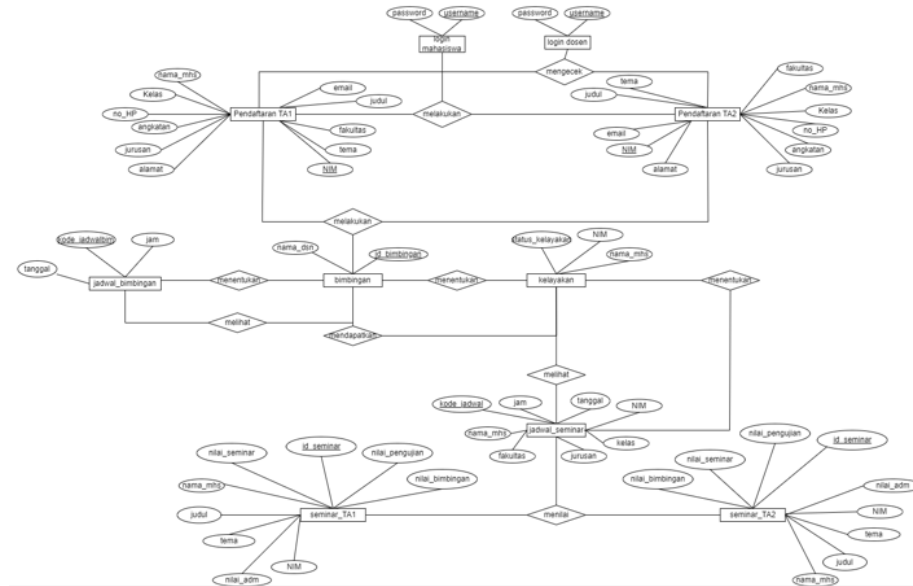 password
username
password
username
login
mahasiswa
login dosen
mengecek
nama_mhs
Kelas
no_HP
angkatan
jurusan
alamat
email
judul
fakultas
tema
NIM
Pendaftaran TA1
melakukan
tema
judul
email
NIM
alamat
Pendaftaran TA2
fakultas
nama_mhs
Kelas
no_HP
angkatan
jurusan
melakukan
kode_jadwalbim
jam
tanggal
jadwal_bimbingan
menentukan
nama_dsn
id_bimbingan
bimbingan
menentukan
status_kelayakan
NIM
nama_mhs
kelayakan
menentukan
melihat
mendapatkan
melihat
kode_jadwal
jam
tanggal
NIM
nama_mhs
jadwal_seminar
kelas
fakultas
jurusan
nilai_seminar
id_seminar
nilai_pengujian
nilai_bimbingan
nama_mhs
judul
tema
nilai_adm
NIM
seminar_TA1
menilai
seminar_TA2
nilai_bimbingan
nilai_seminar
nilai_pengujian
id_seminar
nilai_adm
NIM
tema
judul
nama_mhs